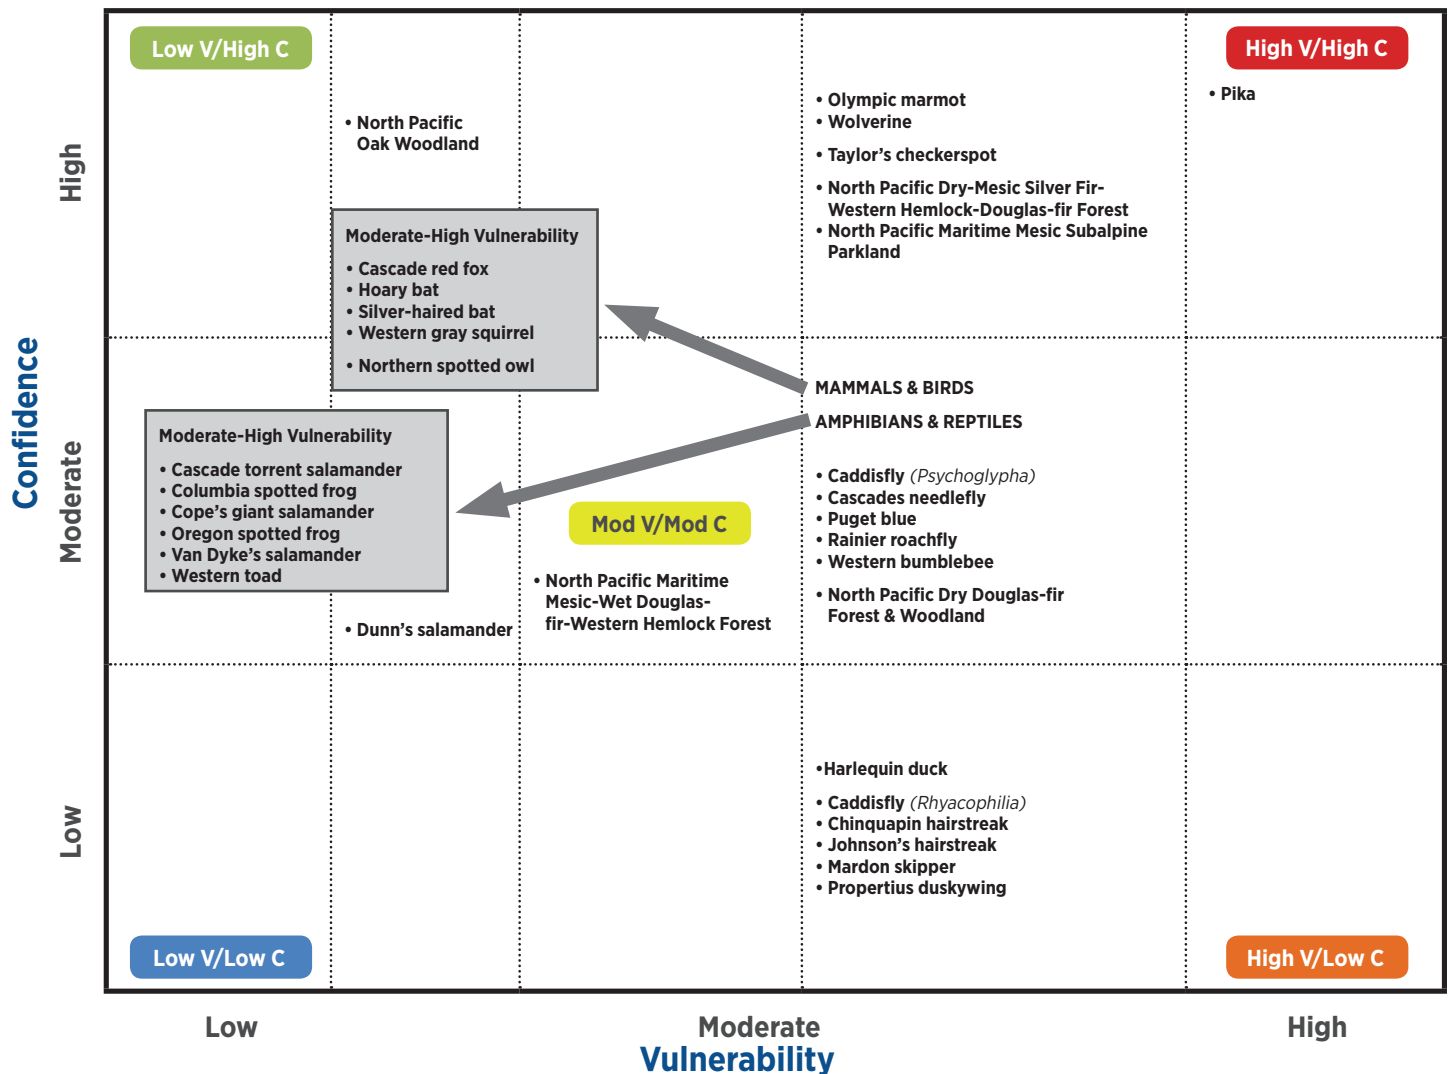 Low V/High C
High V/High C
• Pika
• North Pacific
Oak Woodland
• Olympic marmot
• Wolverine
• Taylor’s checkerspot
• North Pacific Dry-Mesic Silver Fir-
Western Hemlock-Douglas-fir Forest
• North Pacific Maritime Mesic Subalpine
Parkland
High
Moderate-High Vulnerability
• Cascade red fox
• Hoary bat
• Silver-haired bat
• Western gray squirrel
• Northern spotted owl
Confidence
MAMMALS & BIRDS
AMPHIBIANS & REPTILES
Moderate
Moderate-High Vulnerability
• Cascade torrent salamander
• Columbia spotted frog
• Cope’s giant salamander
• Oregon spotted frog
• Van Dyke’s salamander
• Western toad
Mod V/Mod C
• Caddisfly (Psychoglypha)
• Cascades needlefly
• Puget blue
• Rainier roachfly
• Western bumblebee
• North Pacific Dry Douglas-fir
Forest & Woodland
• North Pacific Maritime
Mesic-Wet Douglas-
fir-Western Hemlock Forest
• Dunn’s salamander
Low
•Harlequin duck
• Caddisfly (Rhyacophilia)
• Chinquapin hairstreak
• Johnson’s hairstreak
• Mardon skipper
• Propertius duskywing
Low V/Low C
High V/Low C
Low
Moderate
High
Vulnerability